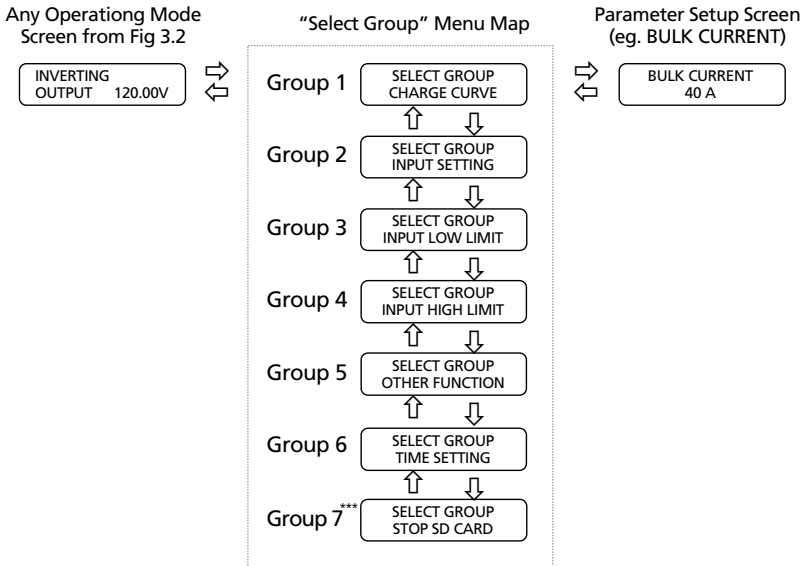 Any Operationg Mode
Screen from Fig 3.2
INVERTING
OUTPUT 120.00V
"Select Group" Menu Map
Group 1
SELECT GROUP
CHARGE CURVE
Group 2
SELECT GROUP
INPUT SETTING
Group 3
SELECT GROUP
INPUT LOW LIMIT
Group 4
SELECT GROUP
INPUT HIGH LIMIT
Group 5
SELECT GROUP
OTHER FUNCTION
Group 6
SELECT GROUP
TIME SETTING
Group 7***
SELECT GROUP
STOP SD CARD
Parameter Setup Screen
(eg. BULK CURRENT)
BULK CURRENT
40 A